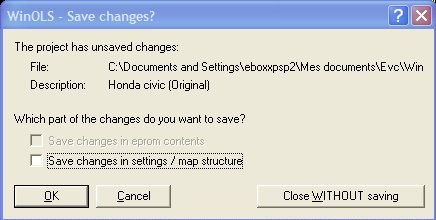 WinOLS - Save changes?
The project has unsaved changes:
File: C:\Documents and Settings\eboxxpsp2\Mes documents\Evc\Win
Description: Honda civic (Original)
Which part of the changes do you want to save?
Save changes in eprom contents
Save changes in settings / map structure
OK Cancel Close WITHOUT saving